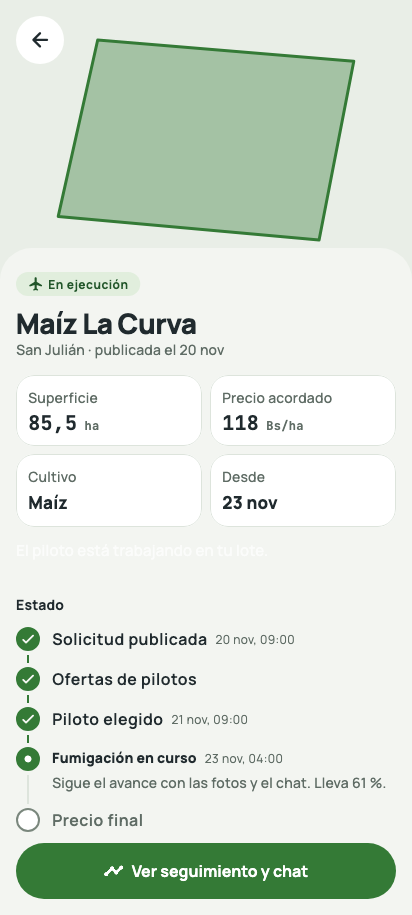 En ejecución
Maíz La Curva
San Julián · publicada el 20 nov
Superficie
85,5 ha
Precio acordado
118 Bs/ha
Cultivo
Maíz
Desde
23 nov
El piloto está trabajando en tu lote.
Estado
Solicitud publicada 20 nov, 09:00
Ofertas de pilotos
Piloto elegido 21 nov, 09:00
Fumigación en curso 23 nov, 04:00
Sigue el avance con las fotos y el chat. Lleva 61 %.
Precio final
Ver seguimiento y chat